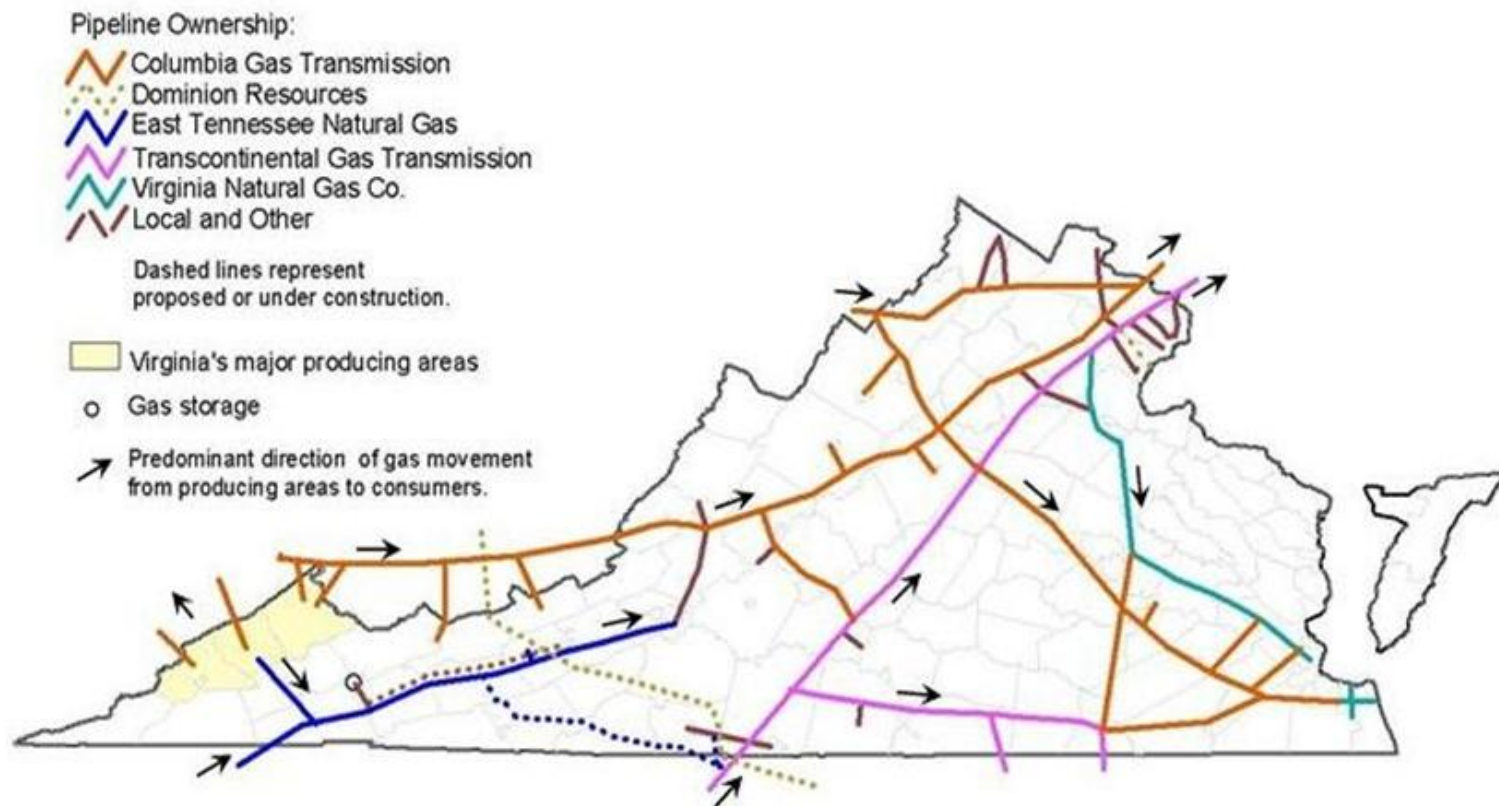 Pipeline Ownership:
Columbia Gas Transmission
Dominion Resources
East Tennessee Natural Gas
Transcontinental Gas Transmission
Virginia Natural Gas Co.
Local and Other
Dashed lines represent
proposed or under construction.
Virginia's major producing areas
Gas storage
Predominant direction of gas movement
from producing areas to consumers.